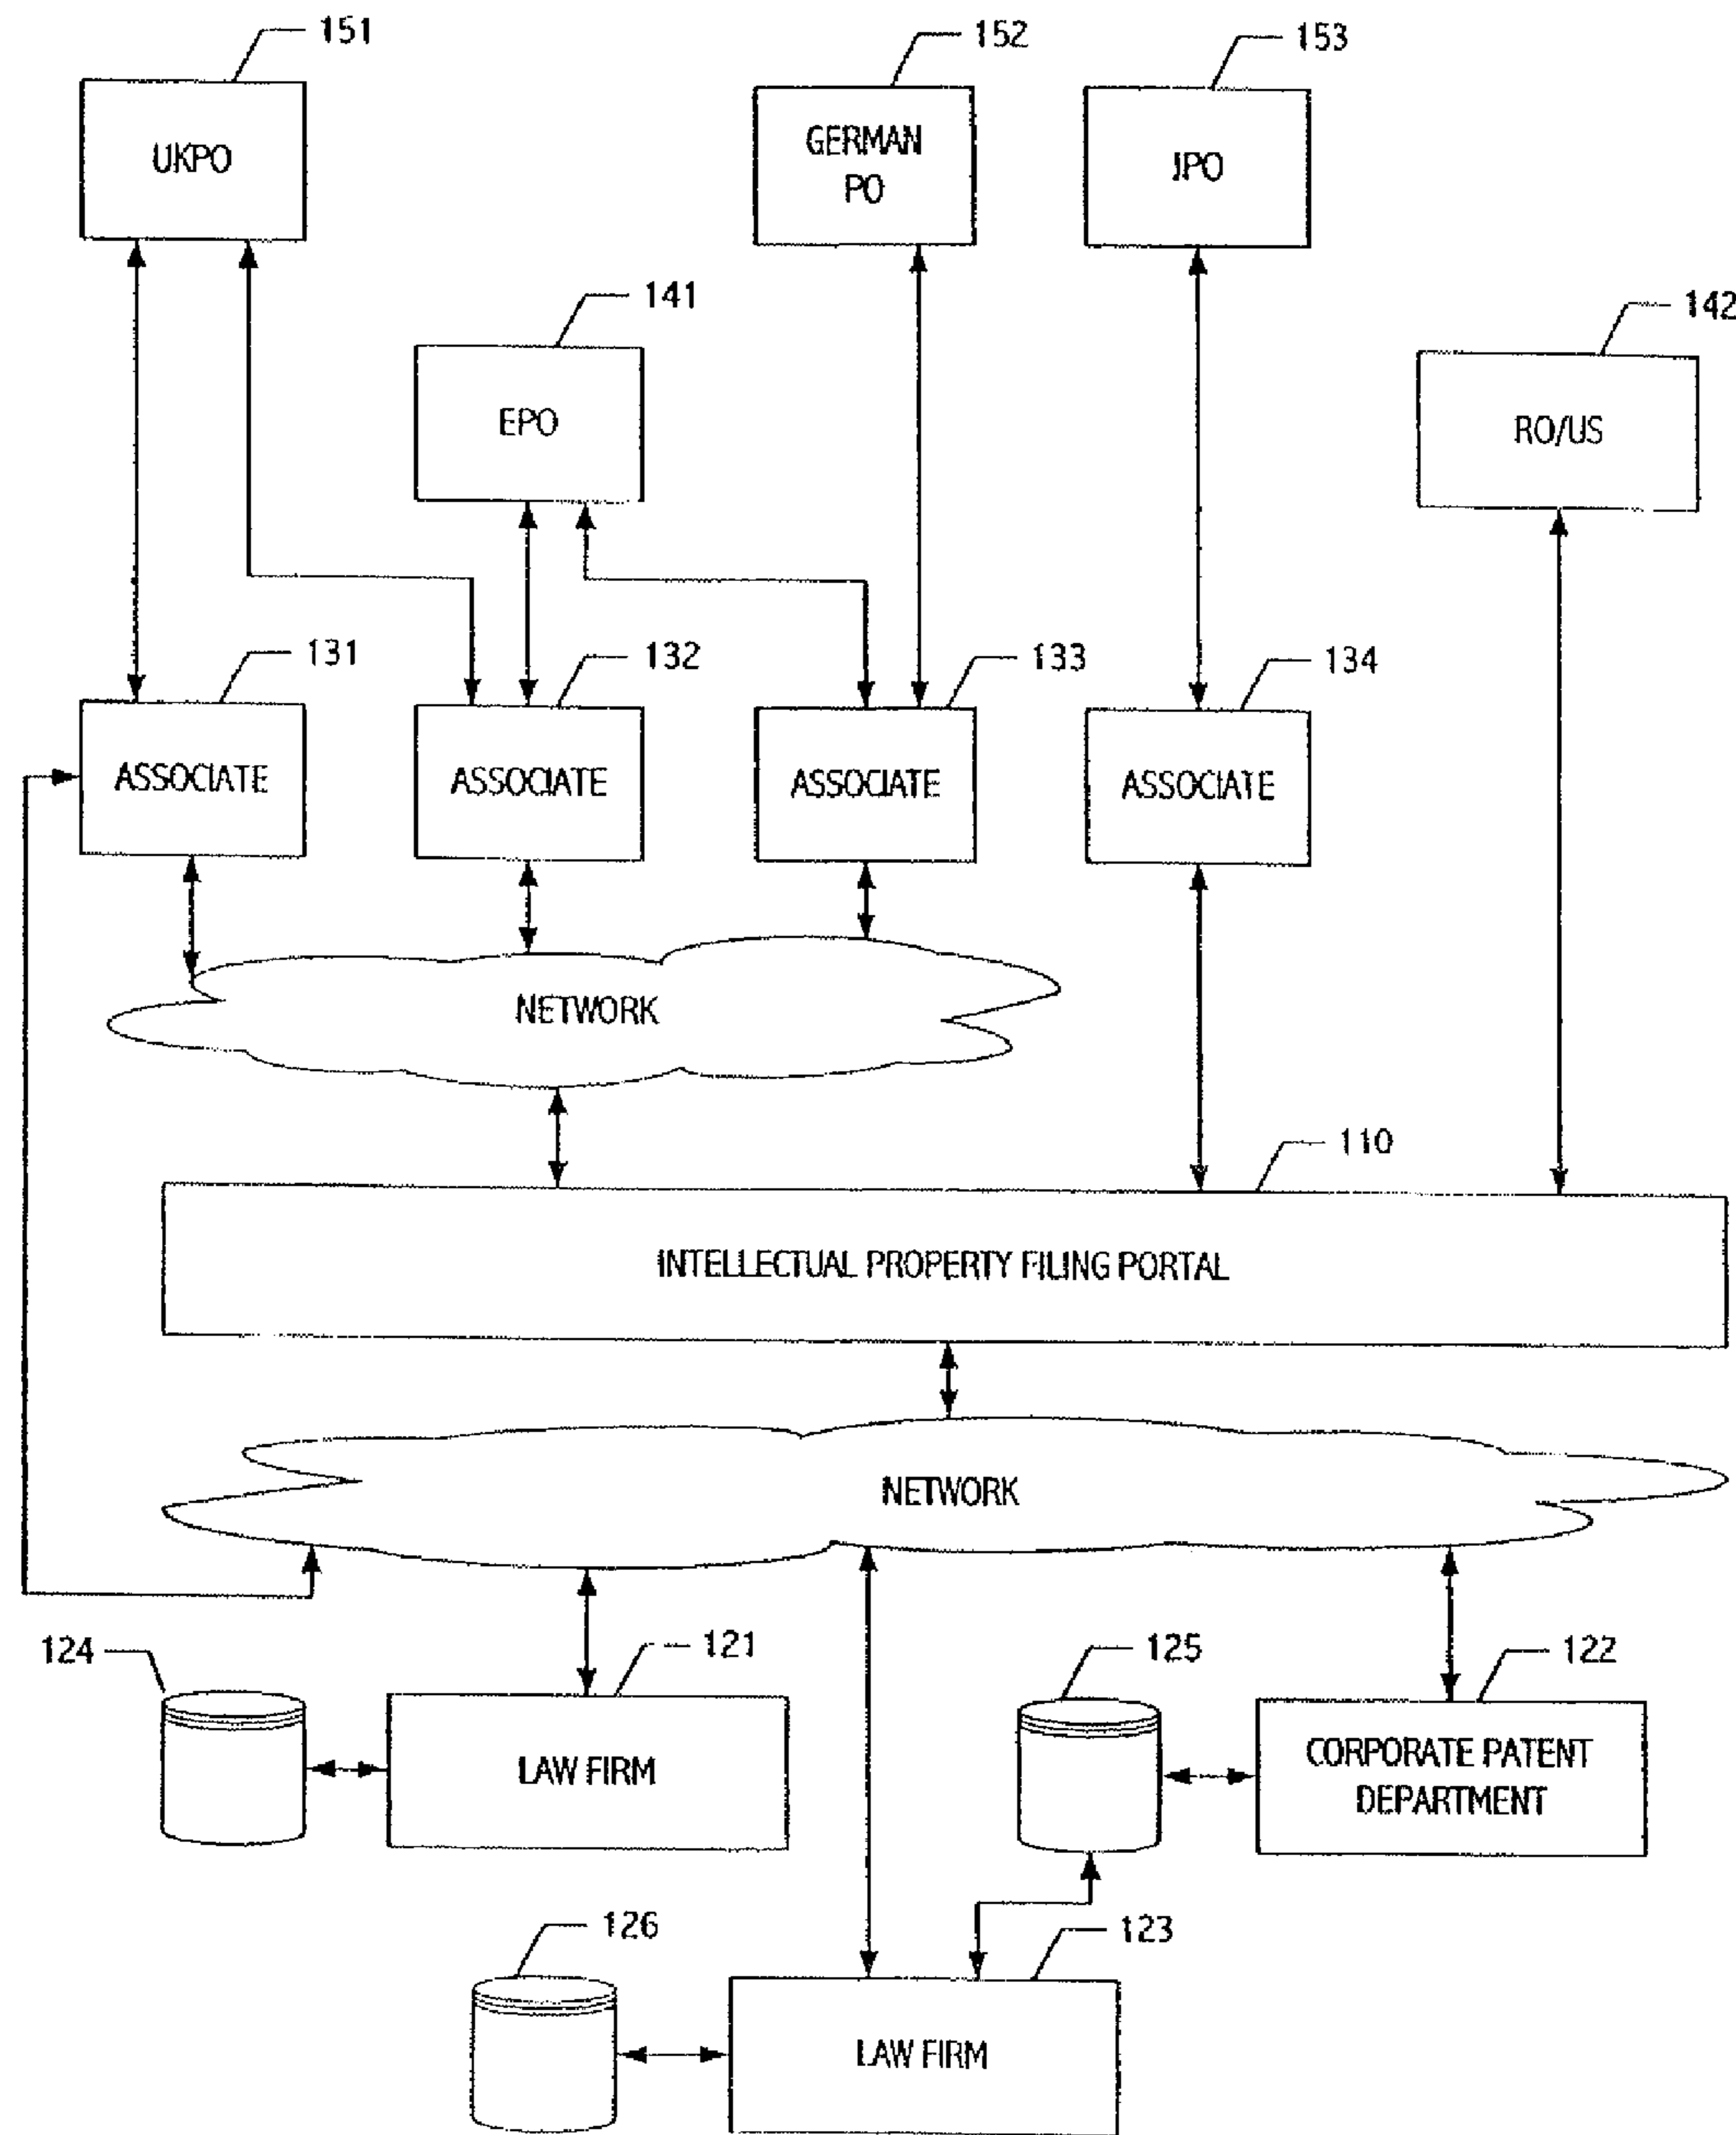 151
152
153
UKPO
GERMAN
PO
JPO
141
142
EPO
RO/US
131
132
133
134
ASSOCIATE
ASSOCIATE
ASSOCIATE
ASSOCIATE
NETWORK
110
INTELLECTUAL PROPERTY FILING PORTAL
NETWORK
124
121
125
122
LAW FIRM
CORPORATE PATENT
DEPARTMENT
126
123
LAW FIRM